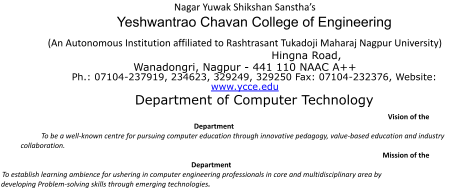 Nagar Yuwak Shikshan Sanstha's
Yeshwantrao Chavan College of Engineering
(An Autonomous Institution affiliated to Rashtrasant Tukadoji Maharaj Nagpur University)
Hingna Road,
Wanadongri, Nagpur - 441 110 NAAC A++
Ph.: 07104-237919, 234623, 329249, 329250 Fax: 07104-232376, Website:
www.ycce.edu
Department of Computer Technology
Vision of the
Department
To be a well-known centre for pursuing computer education through innovative pedagogy, value-based education and industry
collaboration.
Mission of the
Department
To establish learning ambience for ushering in computer engineering professionals in core and multidisciplinary area by
developing Problem-solving skills through emerging technologies.